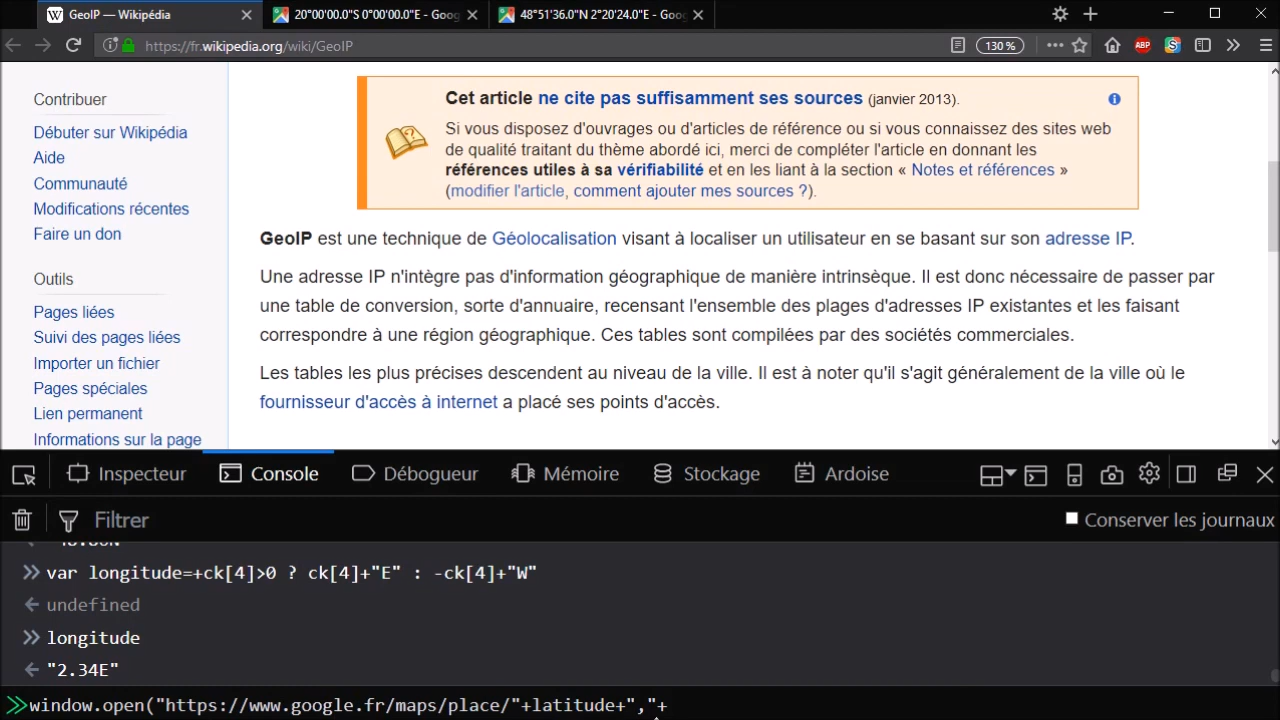 GeoIP — Wikipédia
20°00'00.0"S 0°00'00.0"E - Goog
48°51'36.0"N 2°20'24.0"E - Goog
https://fr.wikipedia.org/wiki/GeoIP
130 %
ABP
Contribuer
Débuter sur Wikipédia
Aide
Communauté
Modifications récentes
Faire un don
Outils
Pages liées
Suivi des pages liées
Importer un fichier
Pages spéciales
Lien permanent
Informations sur la page
Cet article ne cite pas suffisamment ses sources (janvier 2013).
Si vous disposez d'ouvrages ou d'articles de référence ou si vous connaissez des sites web
de qualité traitant du thème abordé ici, merci de compléter l'article en donnant les
références utiles à sa vérifiabilité et en les liant à la section « Notes et références »
(modifier l'article, comment ajouter mes sources ?).
GeoIP est une technique de Géolocalisation visant à localiser un utilisateur en se basant sur son adresse IP.
Une adresse IP n'intègre pas d'information géographique de manière intrinsèque. Il est donc nécessaire de passer par
une table de conversion, sorte d'annuaire, recensant l'ensemble des plages d'adresses IP existantes et les faisant
correspondre à une région géographique. Ces tables sont compilées par des sociétés commerciales.
Les tables les plus précises descendent au niveau de la ville. Il est à noter qu'il s'agit généralement de la ville où le
fournisseur d'accès à internet a placé ses points d'accès.
Inspecteur
Console
Débogueur
Mémoire
Stockage
Ardoise
Filtrer
Conserver les journaux
var longitude=+ck[4]>0 ? ck[4]+"E" : -ck[4]+"W"
undefined
longitude
"2.34E"
window.open("https://www.google.fr/maps/place/"+latitude+","+